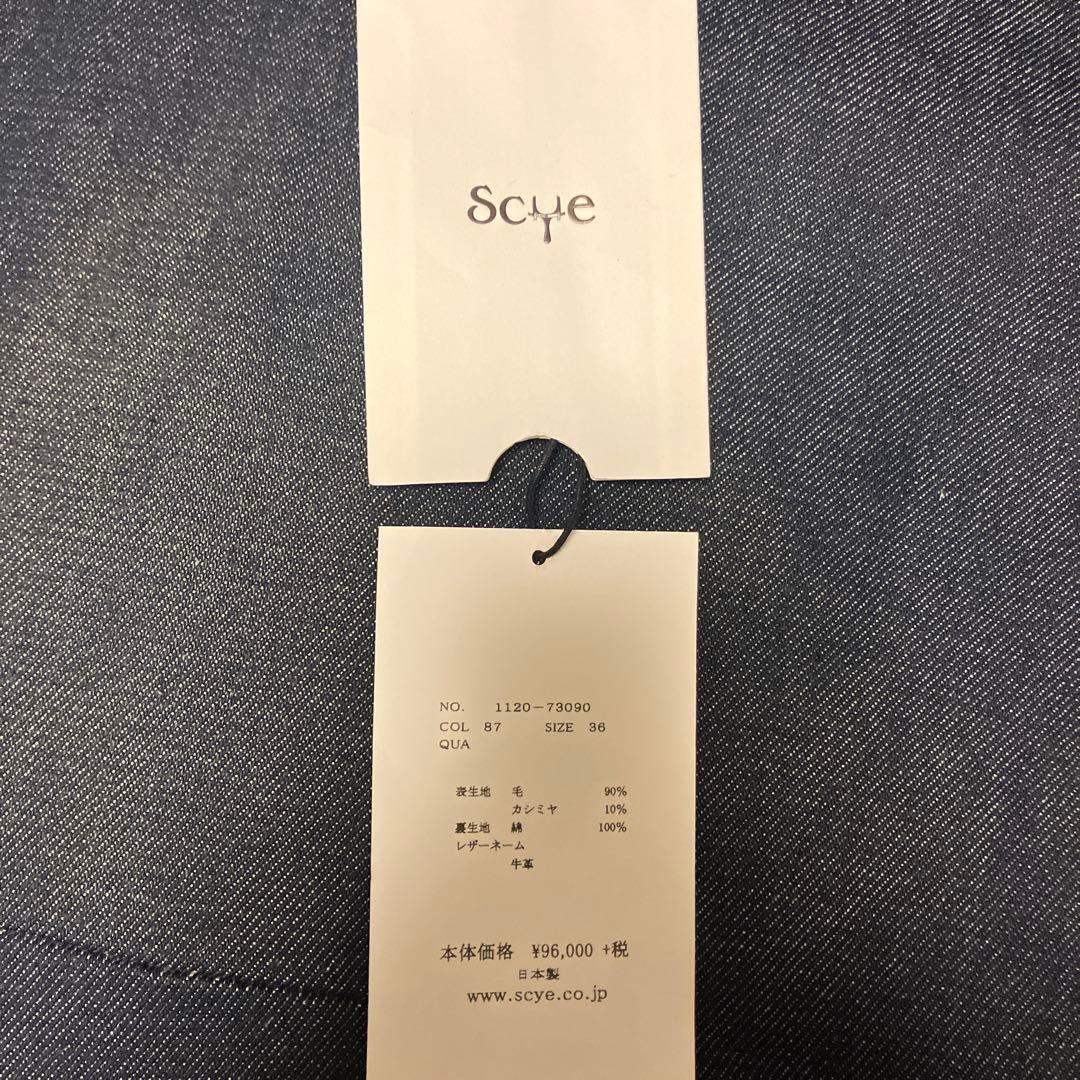 Scye
NO. 1120-73090
COL 87 SIZE 36
QUA
表生地 毛 90%
カシミヤ 10%
裏生地 綿 100%
レザーネーム
牛革
本体価格 ¥96,000 +税
日本製
www.scye.co.jp